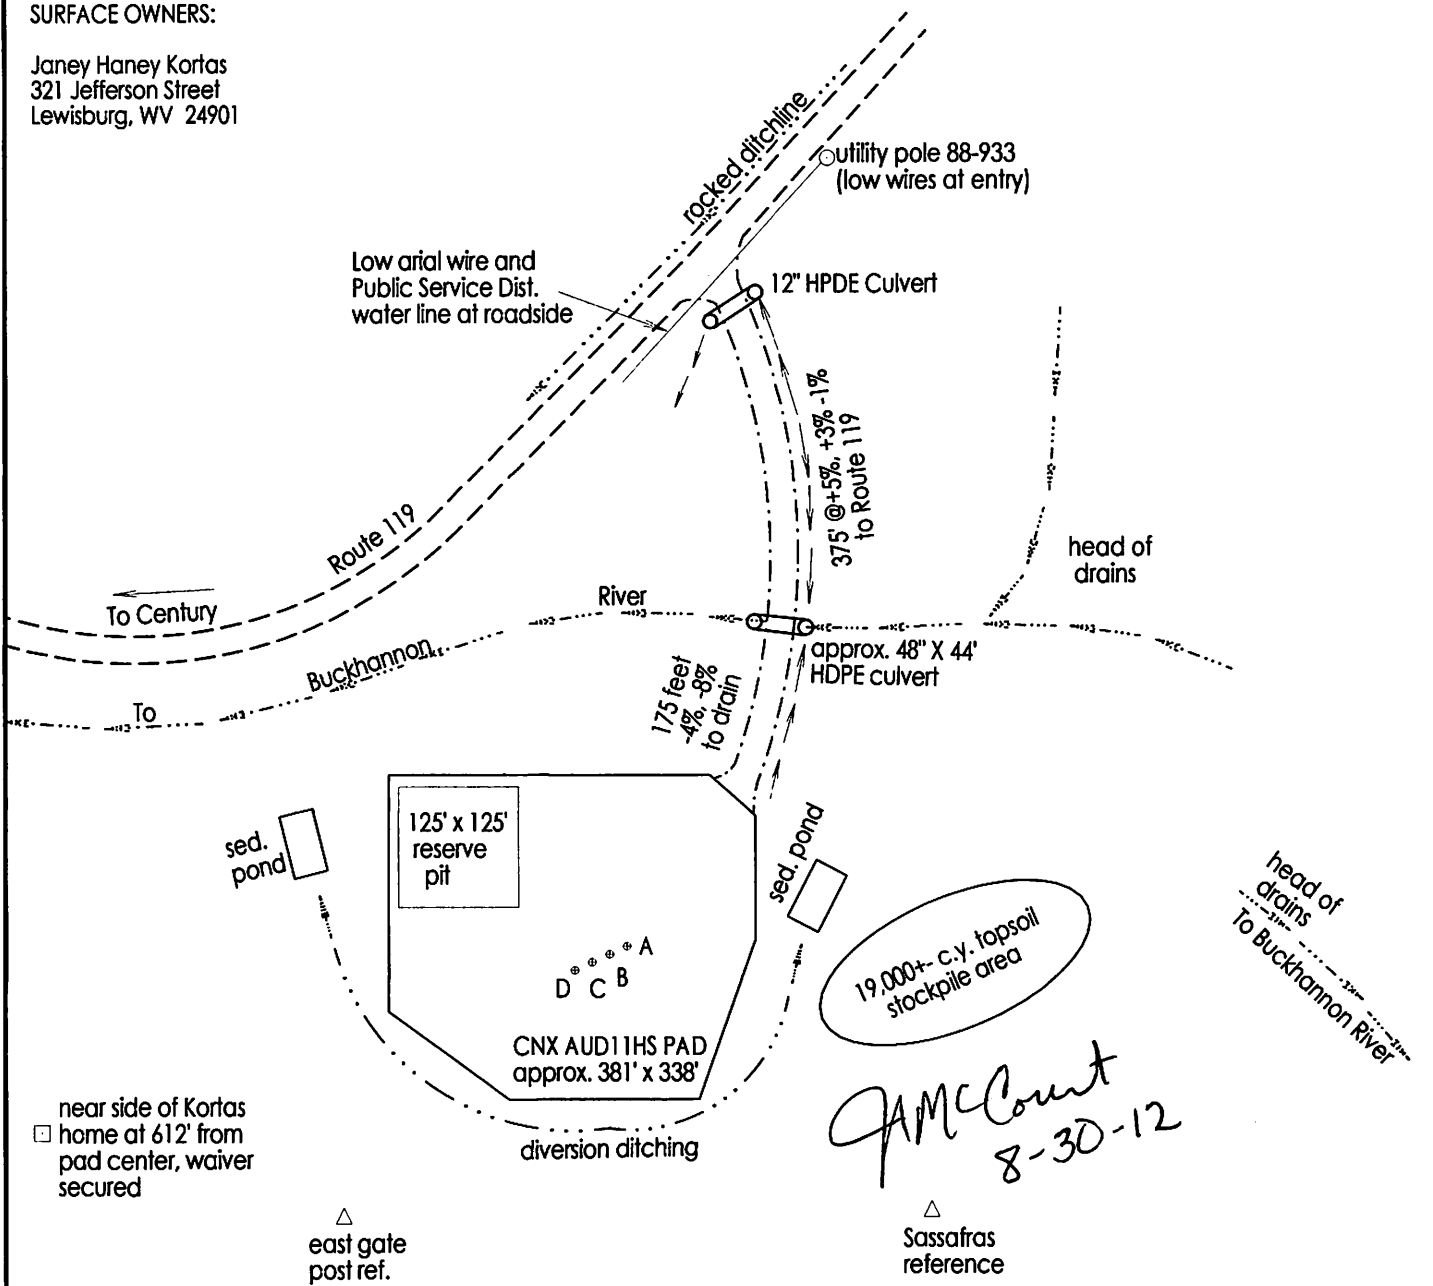 SURFACE OWNERS:
Janey Haney Kortas
321 Jefferson Street
Lewisburg, WV 24901
rocked ditchline
utility pole 88-933
(low wires at entry)
Low arial wire and
Public Service Dist.
water line at roadside
12" HPDE Culvert
375' @+5%, +3% -1%
to Route 119
Route 119
To Century
head of
drains
River
Buckhannon
To
approx. 48" X 44'
HDPE culvert
175 feet
-4%, -8%
to drain
125' x 125'
reserve
pit
sed.
pond
sed. pond
A
B
C
D
19,000+- c.y. topsoil
stockpile area
head of
drains
To Buckhannon River
CNX AUD11HS PAD
approx. 381' x 338'
JAMcCourt
8-30-12
near side of Kortas
home at 612' from
pad center, waiver
secured
diversion ditching
east gate
post ref.
Sassafras
reference